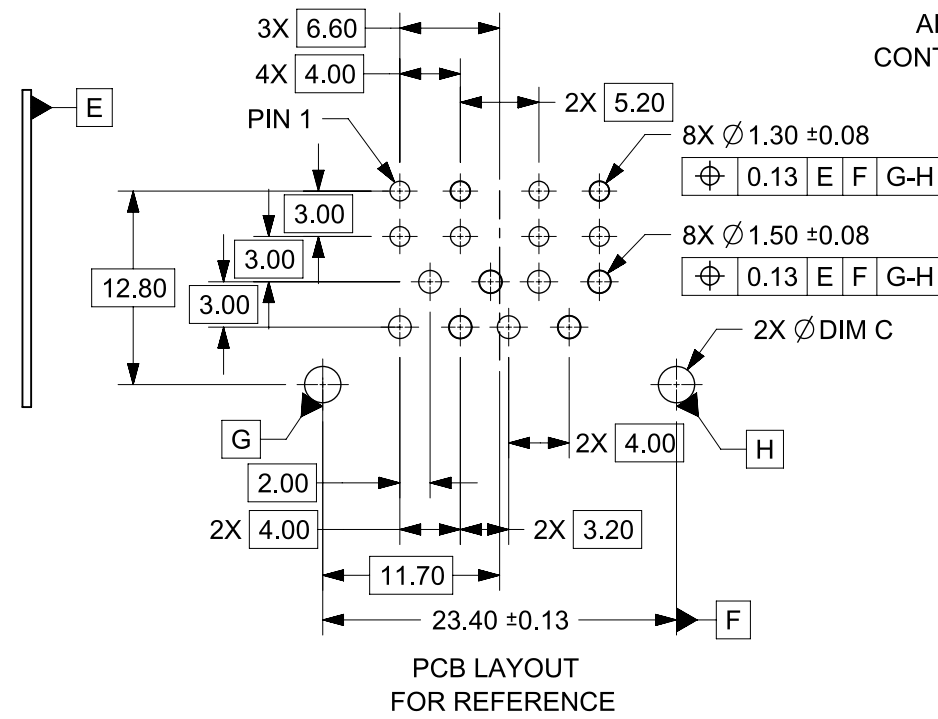 3X 6.60
AI
CONT
4X 4.00
E
2X 5.20
PIN 1
8X ∅ 1.30 ±0.08
⌖ 0.13 E F G-H
3.00
8X ∅ 1.50 ±0.08
3.00
⌖ 0.13 E F G-H
12.80
3.00
2X ∅ DIM C
G
2X 4.00
H
2.00
2X 4.00
2X 3.20
11.70
23.40 ±0.13
F
PCB LAYOUT
FOR REFERENCE